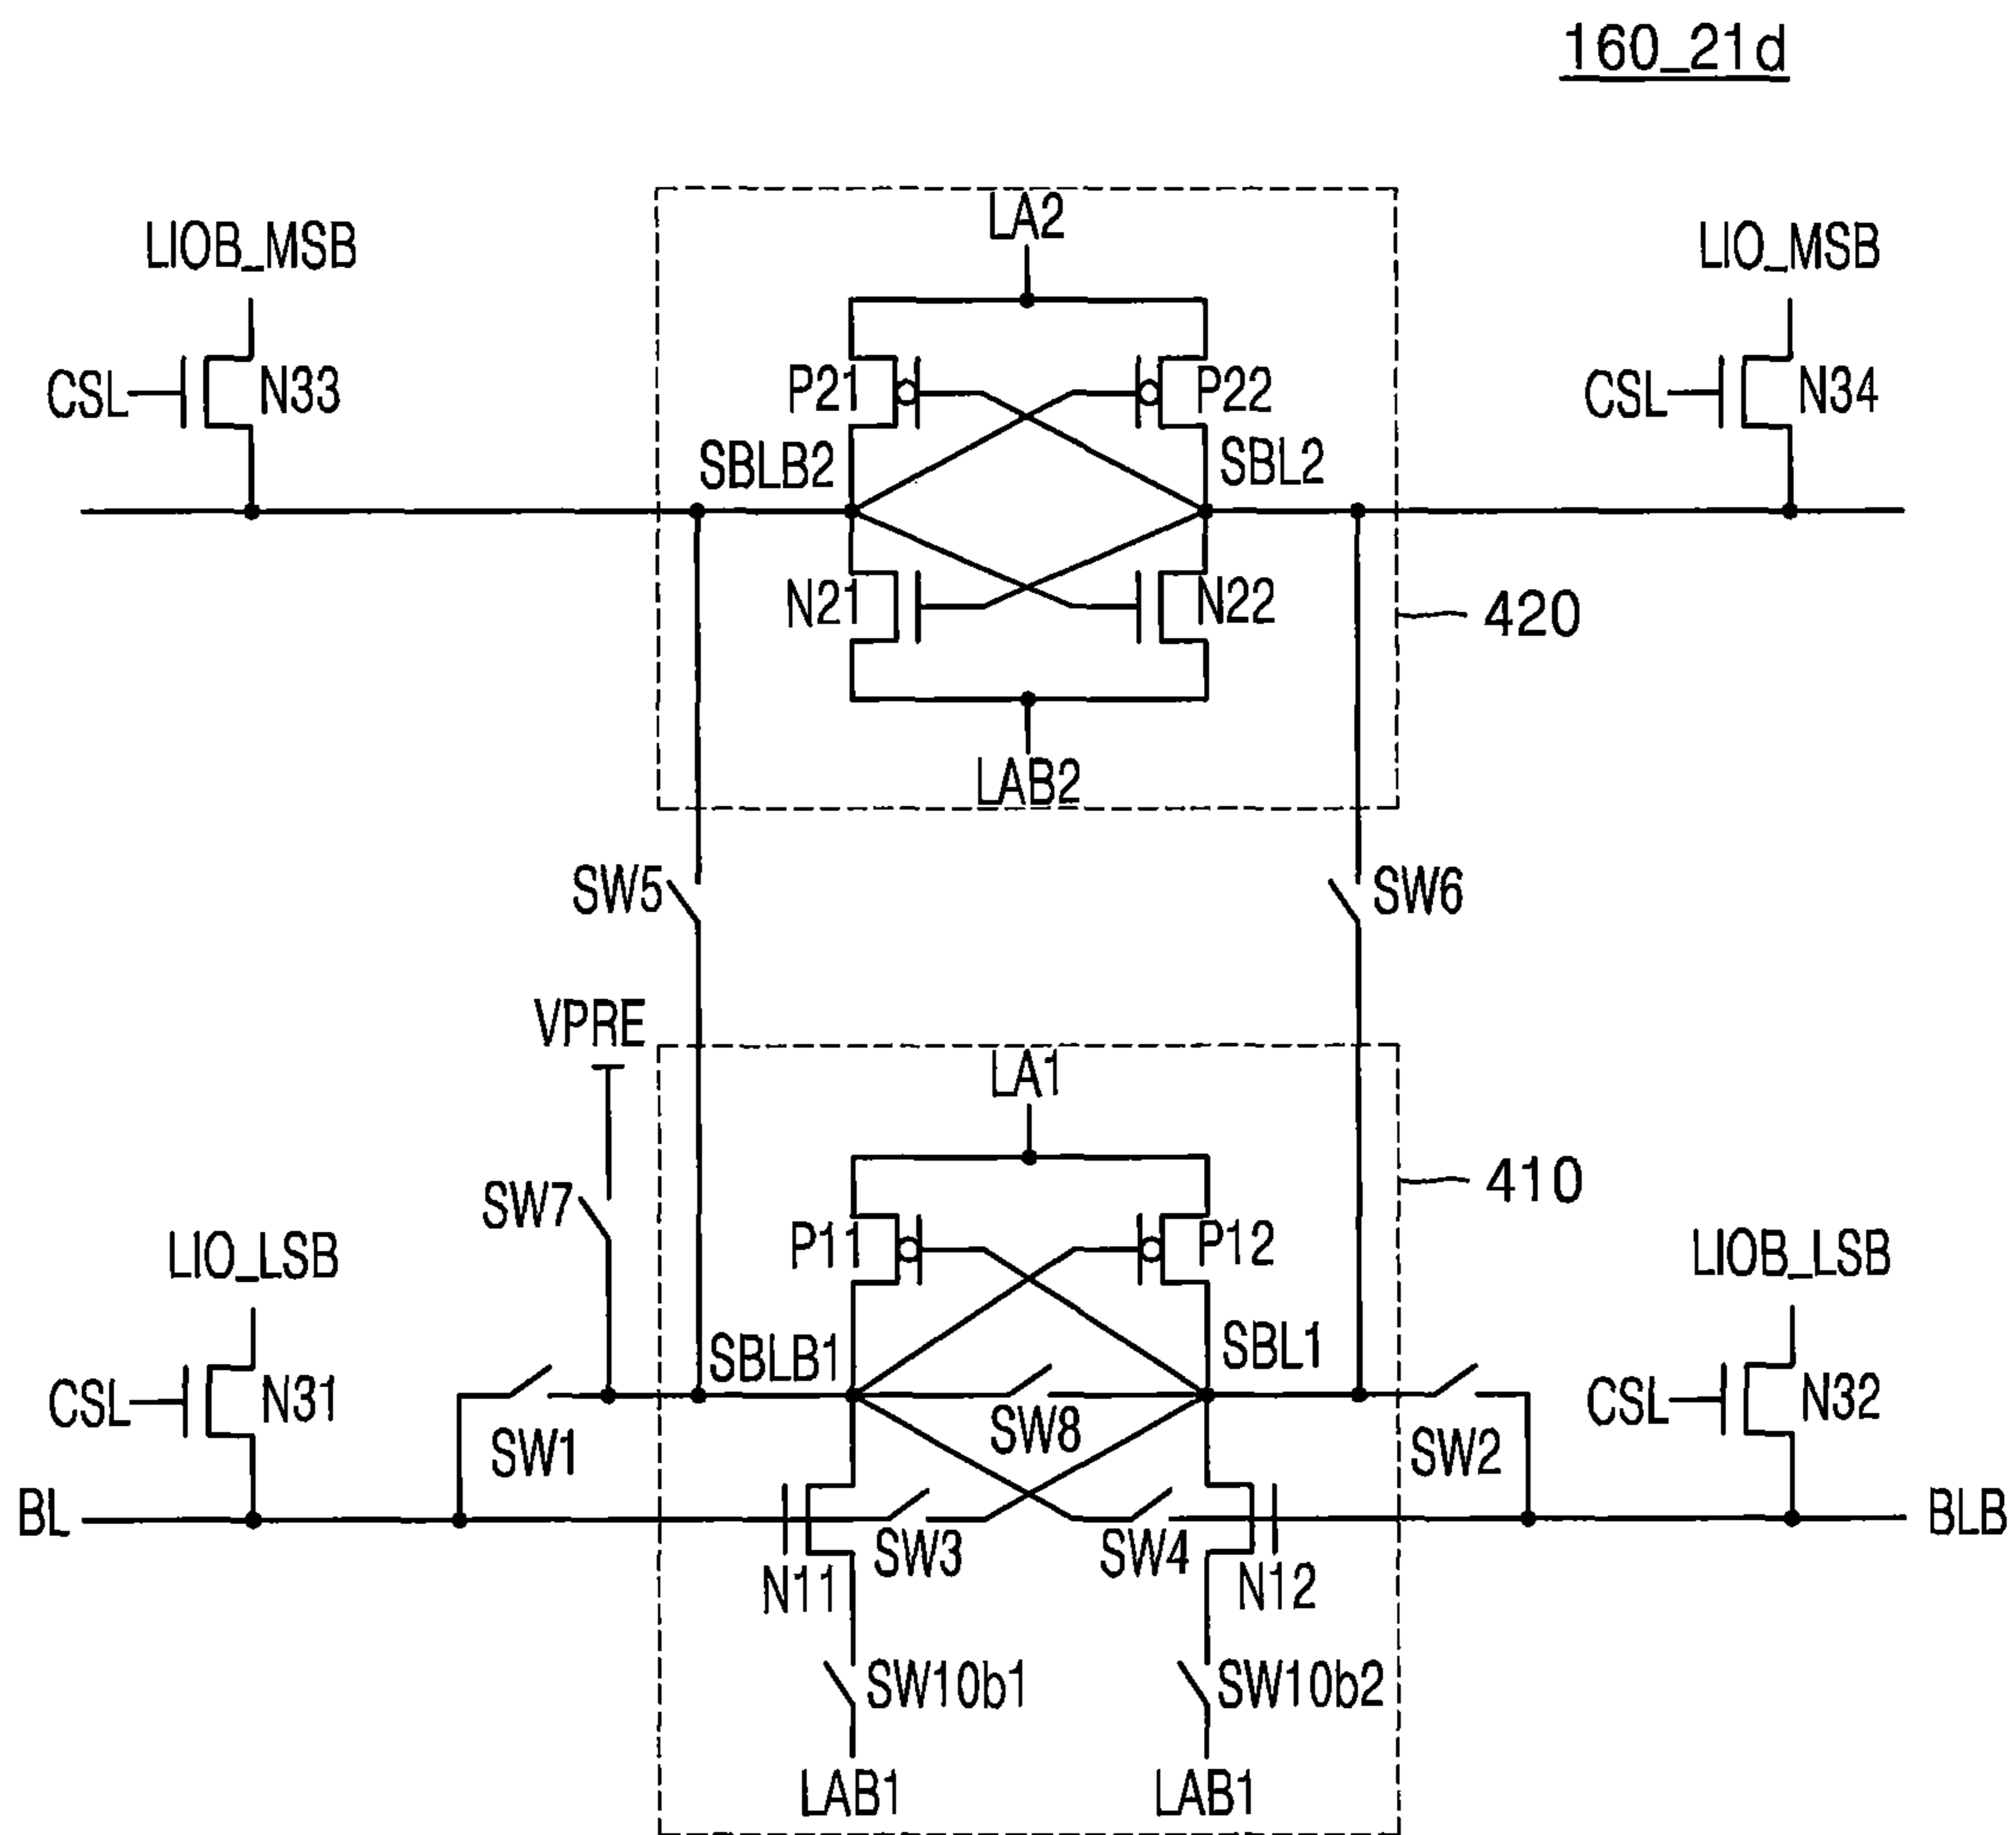 160_21d
LA2
LIOB_MSB
LIO_MSB
P21
P22
CSL
N33
CSL
N34
SBLB2
SBL2
N21
N22
420
LAB2
SW5
SW6
VPRE
LA1
410
SW7
P11
P12
LIO_LSB
LIOB_LSB
SBLB1
SBL1
CSL
N31
CSL
N32
SW1
SW8
SW2
BL
BLB
SW3
SW4
N11
N12
SW10b1
SW10b2
LAB1
LAB1